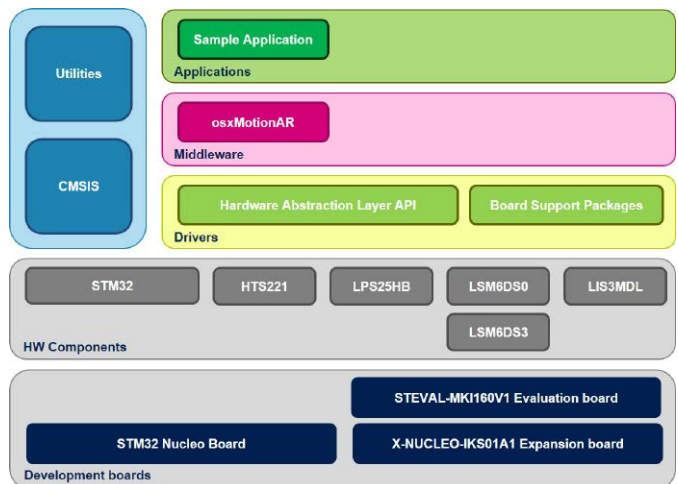 Utilities
CMSIS
Sample Application
Applications
osxMotionAR
Middleware
Hardware Abstraction Layer API
Board Support Packages
Drivers
STM32
HTS221
LPS25HB
LSM6DS0
LIS3MDL
LSM6DS3
HW Components
STEVAL-MKI160V1 Evaluation board
STM32 Nucleo Board
X-NUCLEO-IKS01A1 Expansion board
Development boards